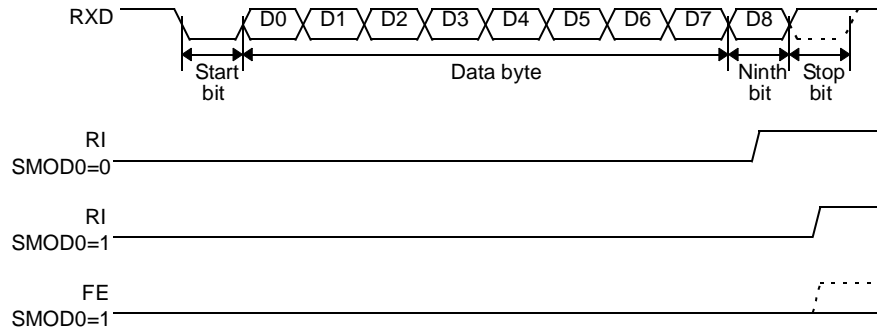 RXD D0 D1 D2 D3 D4 D5 D6 D7 D8
Start bit
Data byte
Ninth bit
Stop bit
RI
SMOD0=0
RI
SMOD0=1
FE
SMOD0=1